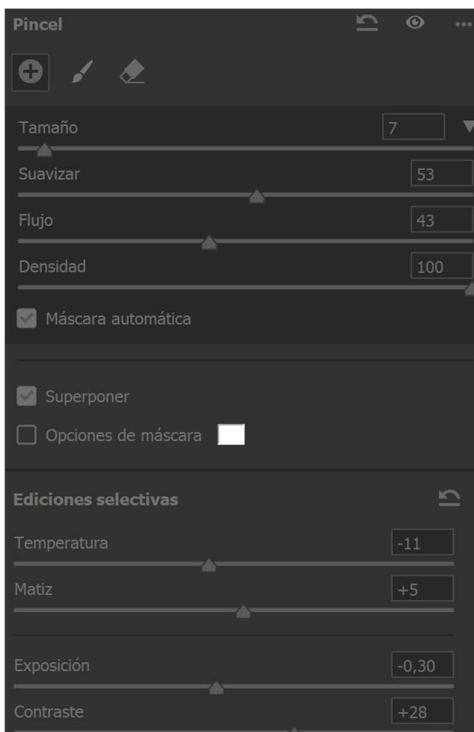 Pincel
Tamaño 7
Suavizar 53
Flujo 43
Densidad 100
Máscara automática
Superponer
Opciones de máscara
Ediciones selectivas
Temperatura -11
Matiz +5
Exposición -0,30
Contraste +28